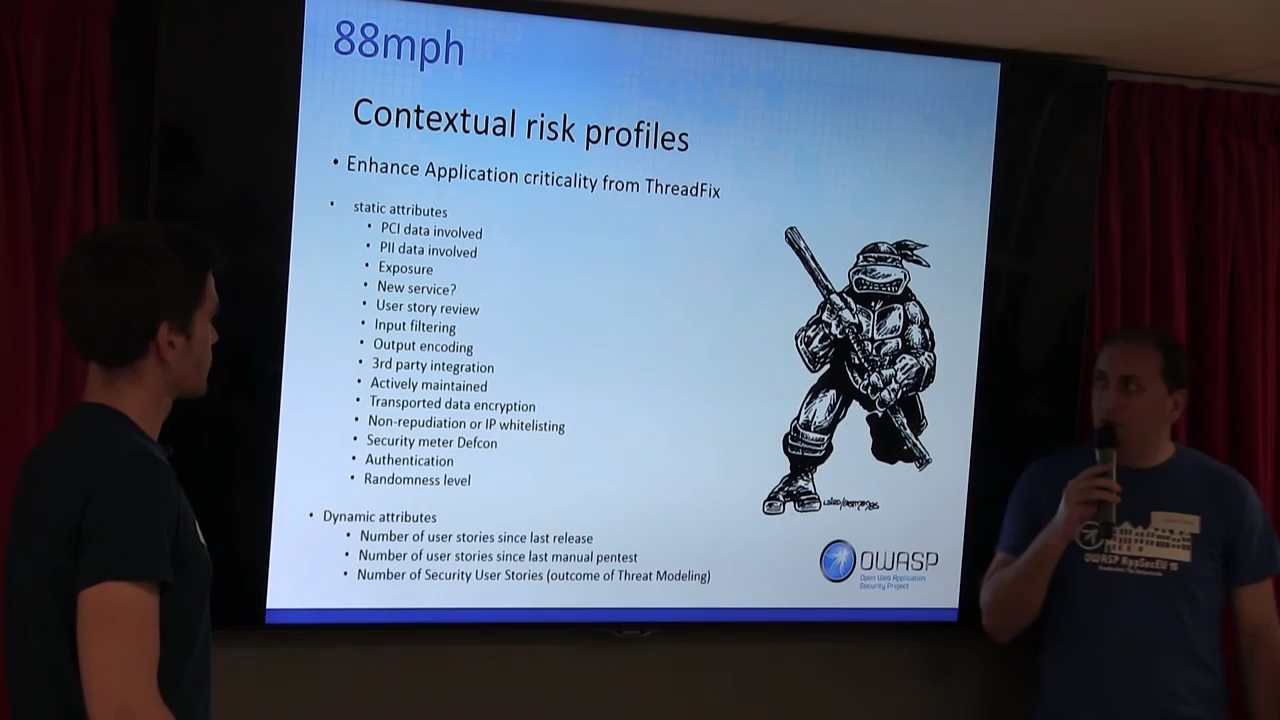 88mph
Contextual risk profiles
• Enhance Application criticality from ThreadFix
• static attributes
• PCI data involved
• PII data involved
• Exposure
• New service?
• User story review
• Input filtering
• Output encoding
• 3rd party integration
• Actively maintained
• Transported data encryption
• Non-repudiation or IP whitelisting
• Security meter Defcon
• Authentication
• Randomness level
• Dynamic attributes
• Number of user stories since last release
• Number of user stories since last manual pentest
• Number of Security User Stories (outcome of Threat Modeling)
OWASP
Open Web Application
Security Project
OWASP AppSecEU 15